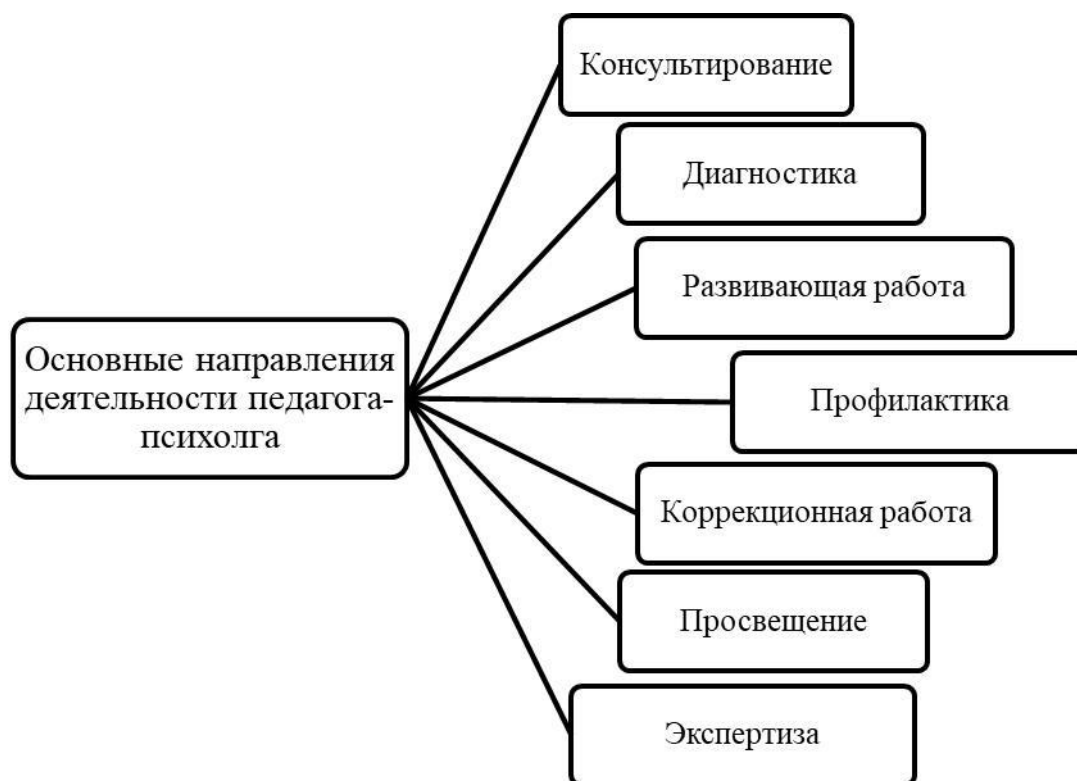 Основные направления
деятельности педагога-
психолга
Консультирование
Диагностика
Развивающая работа
Профилактика
Коррекционная работа
Просвещение
Экспертиза